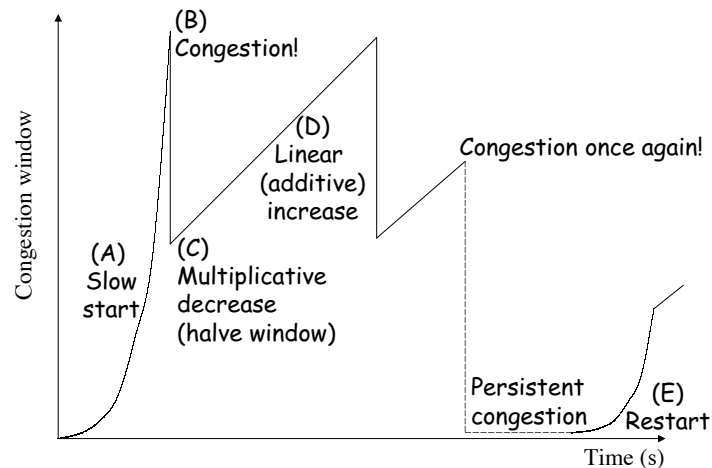 (B)
Congestion!
(D)
Linear
(additive)
increase
Congestion once again!
Congestion window
(A)
Slow
start
(C)
Multiplicative
decrease
(halve window)
Persistent
congestion
(E)
Restart
Time (s)